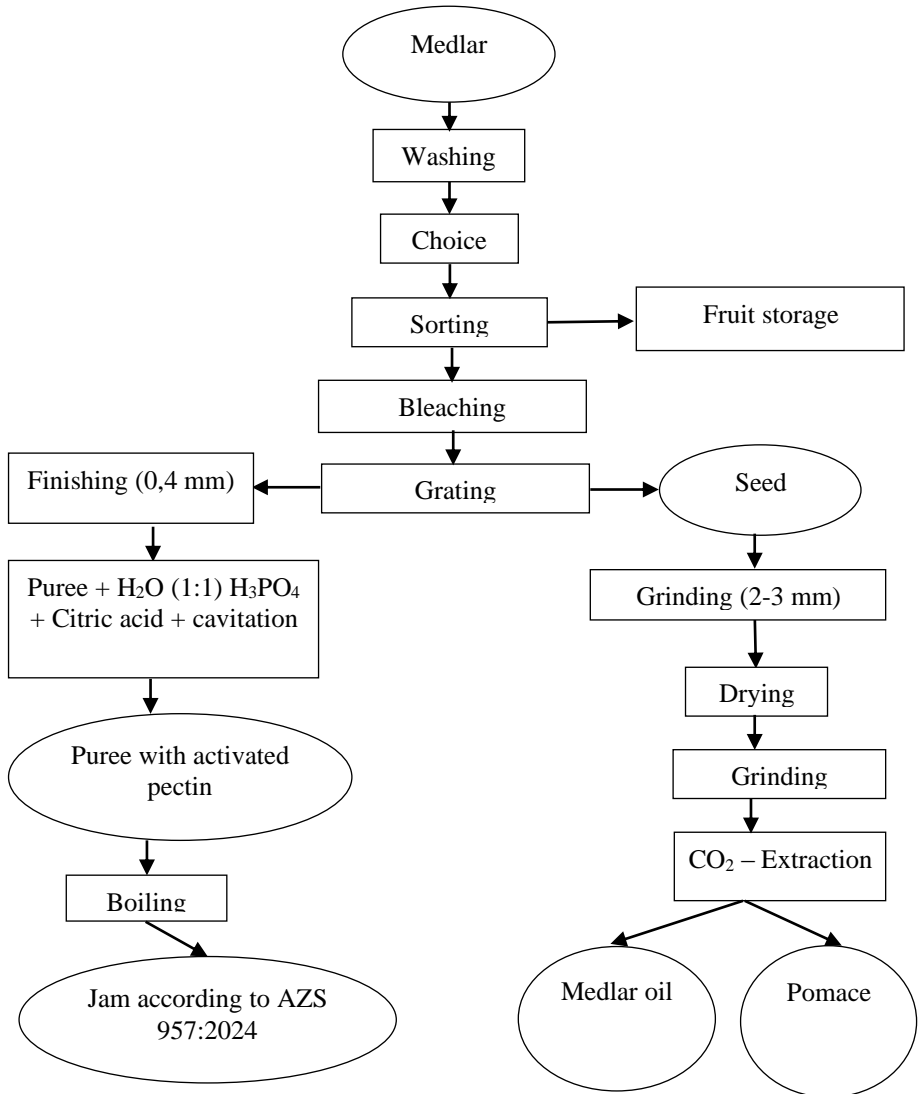 Medlar
Washing
Choice
Sorting
Fruit storage
Bleaching
Finishing (0,4 mm)
Grating
Seed
Puree + H₂O (1:1) H₃PO₄
+ Citric acid + cavitation
Grinding (2-3 mm)
Drying
Puree with activated
pectin
Grinding
CO₂ – Extraction
Boiling
Jam according to AZS
957:2024
Medlar oil
Pomace